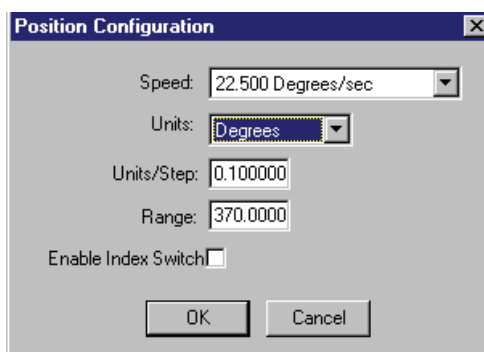 Position Configuration
Speed: 22.500 Degrees/sec
Units: Degrees
Units/Step: 0.100000
Range: 370.0000
Enable Index Switch
OK Cancel